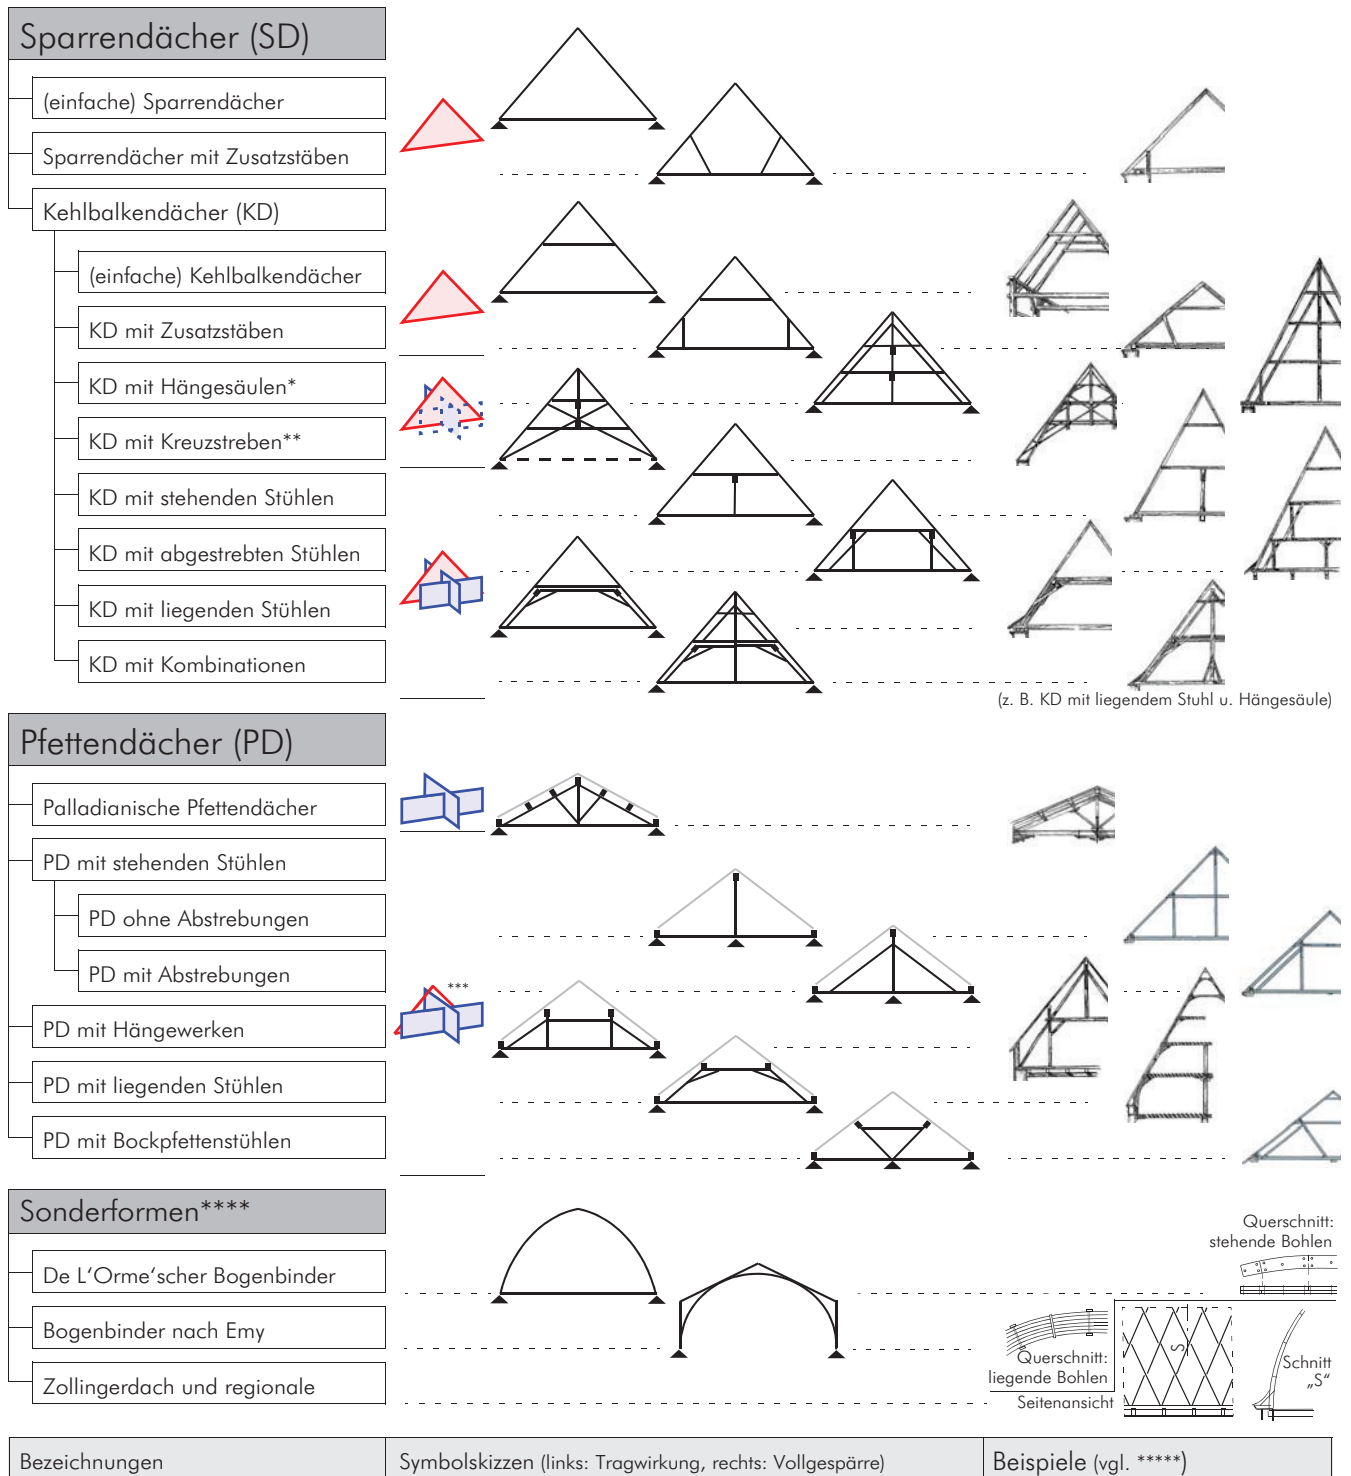 Sparrendächer (SD)
(einfache) Sparrendächer
Sparrendächer mit Zusatzstäben
Kehlbalkendächer (KD)
(einfache) Kehlbalkendächer
KD mit Zusatzstäben
KD mit Hängesäulen*
KD mit Kreuzstreben**
KD mit stehenden Stühlen
KD mit abgestrebten Stühlen
KD mit liegenden Stühlen
KD mit Kombinationen
(z. B. KD mit liegendem Stuhl u. Hängesäule)
Pfettendächer (PD)
Palladianische Pfettendächer
PD mit stehenden Stühlen
PD ohne Abstrebungen
PD mit Abstrebungen
***
PD mit Hängewerken
PD mit liegenden Stühlen
PD mit Bockpfettenstühlen
Sonderformen****
De L‘Orme‘scher Bogenbinder
Bogenbinder nach Emy
Zollingerdach und regionale
Querschnitt:
stehende Bohlen
Querschnitt:
liegende Bohlen
Seitenansicht
S
Schnitt
„S“
Bezeichnungen
Symbolskizzen (links: Tragwirkung, rechts: Vollgespärre)
Beispiele (vgl. *****)